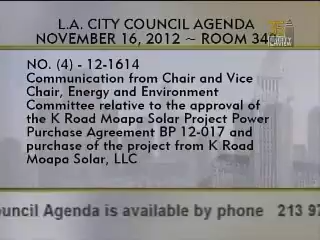 L.A. CITY COUNCIL AGENDA
NOVEMBER 16, 2012 ~ ROOM 34
NO. (4) - 12-1614
Communication from Chair and Vice
Chair, Energy and Environment
Committee relative to the approval of
the K Road Moapa Solar Project Power
Purchase Agreement BP 12-017 and
purchase of the project from K Road
Moapa Solar, LLC
ouncil Agenda is available by phone 213 97